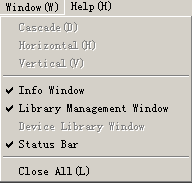 Window(W) Help(H)
Cascade(D)
Horizontal(H)
Vertical(V)
Info Window
Library Management Window
Device Library Window
Status Bar
Close All(L)